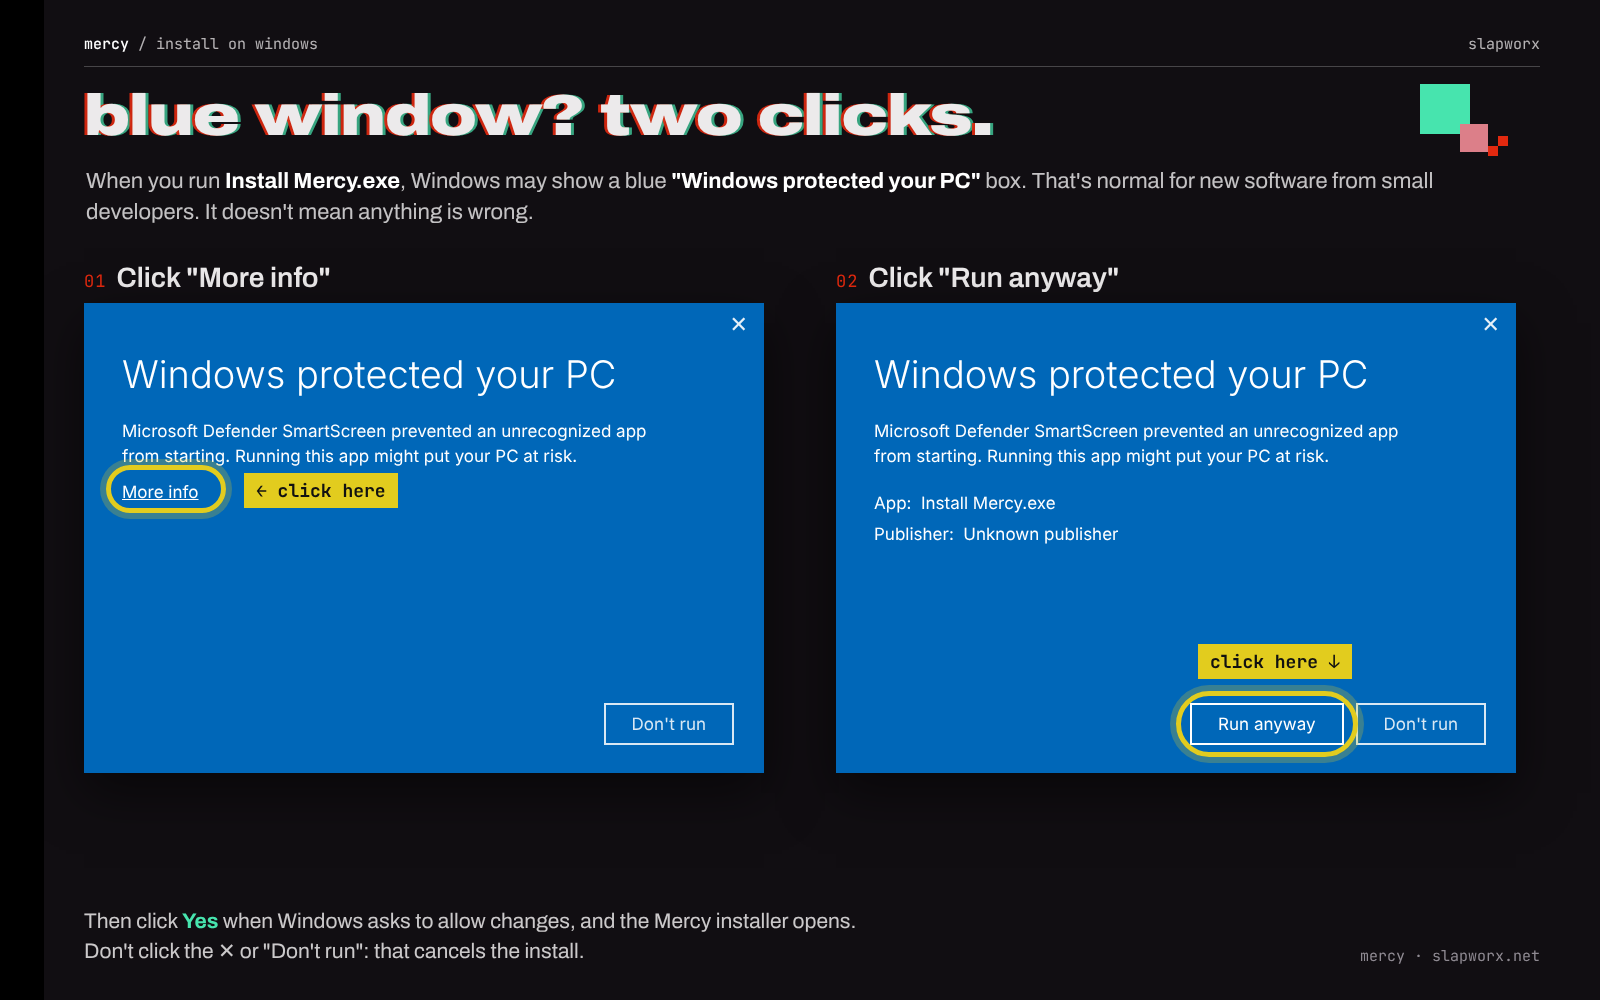 mercy / install on windows
slapworx
blue window? two clicks.
When you run Install Mercy.exe, Windows may show a blue "Windows protected your PC" box. That's normal for new software from small
developers. It doesn't mean anything is wrong.
01 Click "More info"
✕
Windows protected your PC
Microsoft Defender SmartScreen prevented an unrecognized app
from starting. Running this app might put your PC at risk.
More info
← click here
Don't run
02 Click "Run anyway"
✕
Windows protected your PC
Microsoft Defender SmartScreen prevented an unrecognized app
from starting. Running this app might put your PC at risk.
App: Install Mercy.exe
Publisher: Unknown publisher
click here ↓
Run anyway
Don't run
Then click Yes when Windows asks to allow changes, and the Mercy installer opens.
Don't click the ✕ or "Don't run": that cancels the install.
mercy · slapworx.net